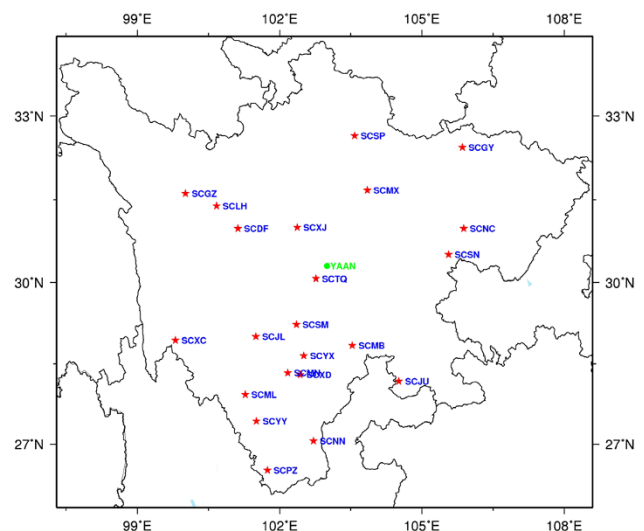 99°E 102°E 105°E 108°E
33°N 33°N
SCSP
SCGY
SCMX
SCGZ
SCLH
SCDF SCXJ SCNC
SCSN
YAAN
30°N 30°N
SCTQ
SCSM
SCJL
SCXC SCMB
SCYX
SCMN SCXD
SCJU
SCML
SCYY
27°N SCNN 27°N
SCPZ
99°E 102°E 105°E 108°E